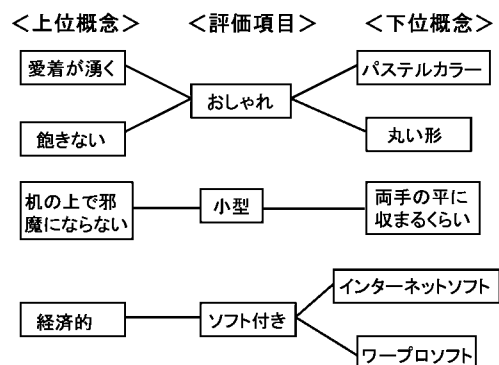 ＜上位概念＞ ＜評価項目＞ ＜下位概念＞
愛着が湧く
おしゃれ
パステルカラー
飽きない
丸い形
机の上で邪
魔にならない
小型
両手の平に
収まるくらい
経済的
ソフト付き
インターネットソフト
ワープロソフト